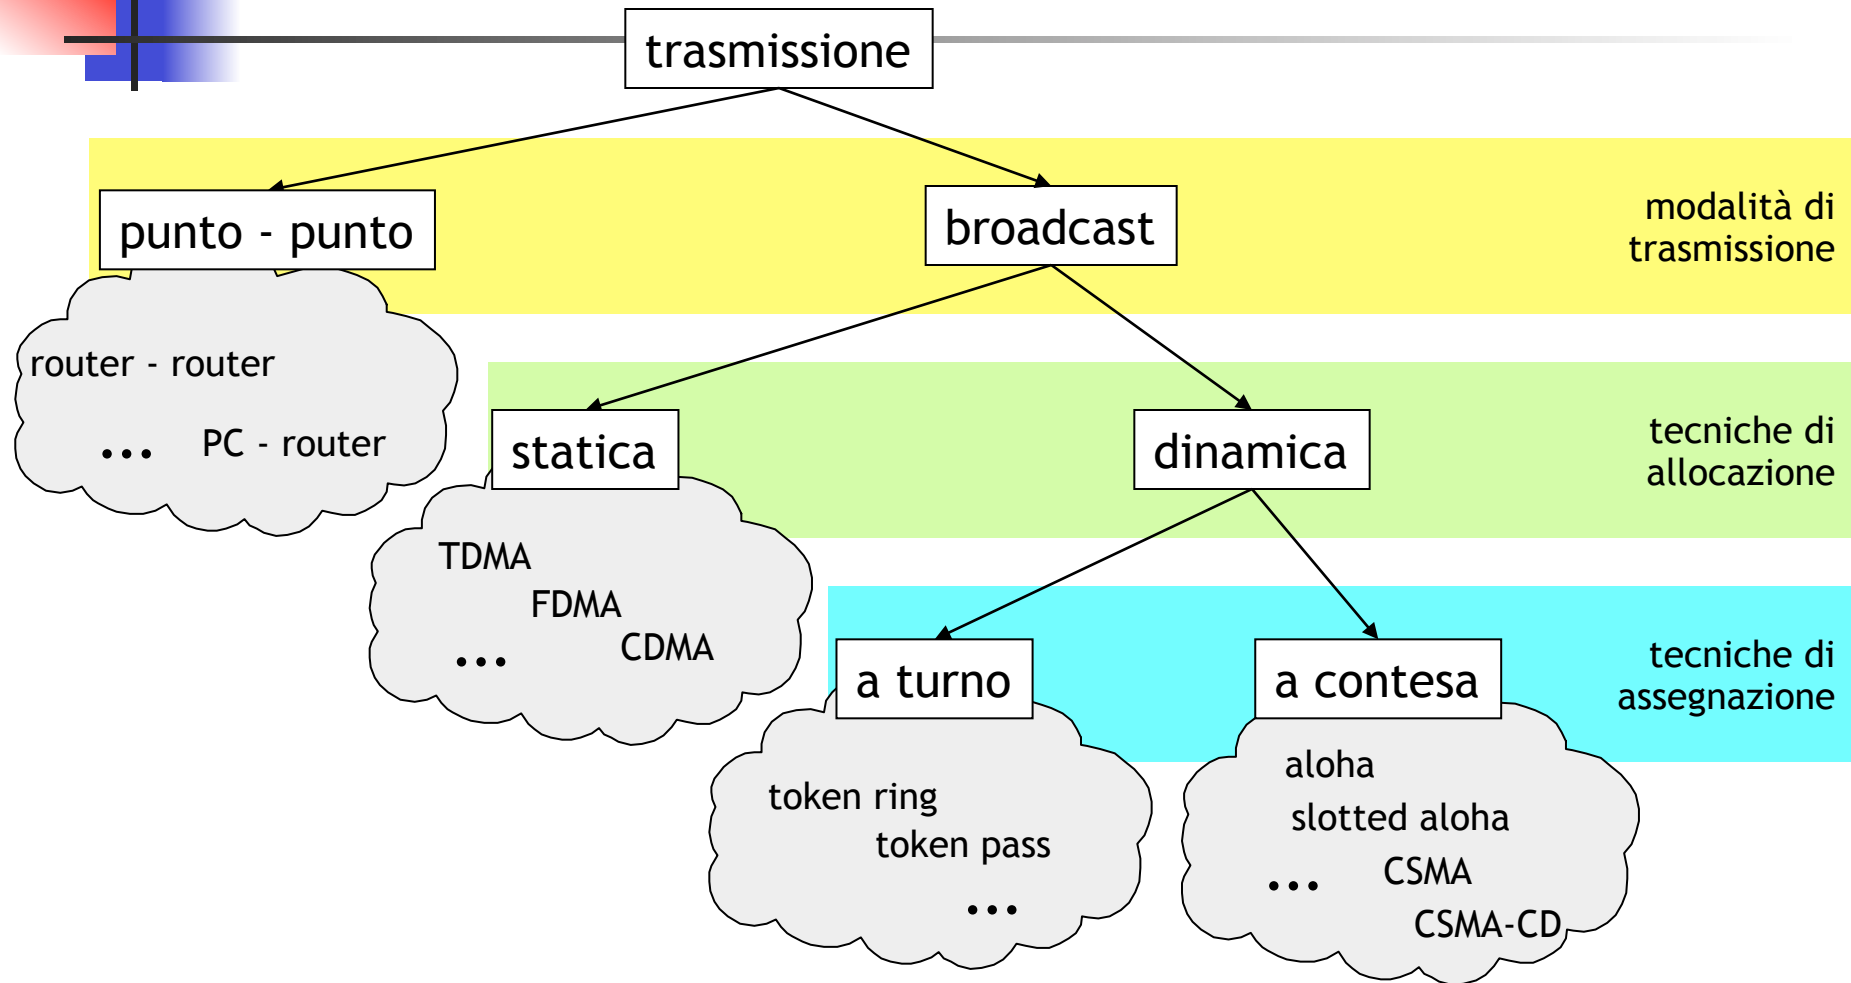 trasmissione
punto - punto
broadcast
modalità di
trasmissione
router - router
... PC - router
statica
dinamica
tecniche di
allocazione
TDMA
FDMA
... CDMA
a turno
a contesa
tecniche di
assegnazione
token ring
token pass
...
aloha
slotted aloha
... CSMA
CSMA-CD